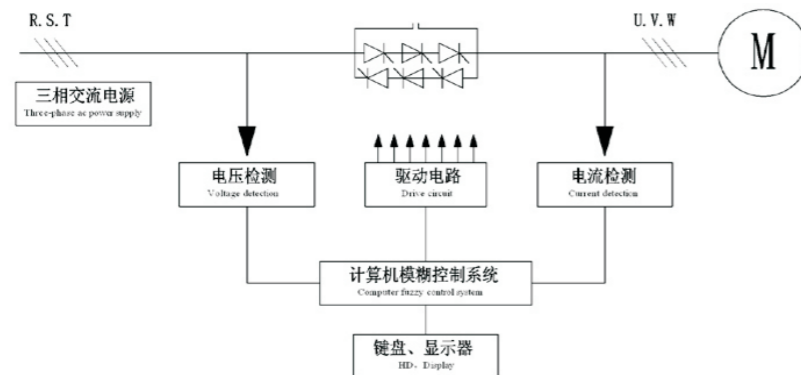 R.S.T
U.V.W
M
三相交流电源
Three-phase ac power supply
电压检测
Voltage detection
驱动电路
Drive circuit
电流检测
Current detection
计算机模糊控制系统
Computer fuzzy control system
键盘、显示器
HD、Display